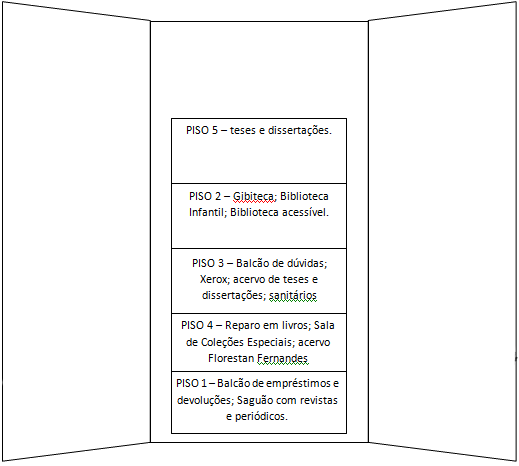 PISO 5 – teses e dissertações.
PISO 2 – Gibiteca; Biblioteca
Infantil; Biblioteca acessível.
PISO 3 – Balcão de dúvidas;
Xerox; acervo de teses e
dissertações; sanitários
PISO 4 – Reparo em livros; Sala
de Coleções Especiais; acervo
Florestan Fernandes
PISO 1 – Balcão de empréstimos e
devoluções; Saguão com revistas
e periódicos.